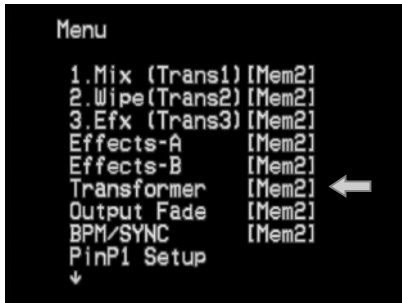 Menu
1.Mix (Trans1)[Mem2]
2.Wipe(Trans2)[Mem2]
3.Efx (Trans3)[Mem2]
Effects-A [Mem2]
Effects-B [Mem2]
Transformer [Mem2]
Output Fade [Mem2]
BPM/SYNC [Mem2]
PinP1 Setup